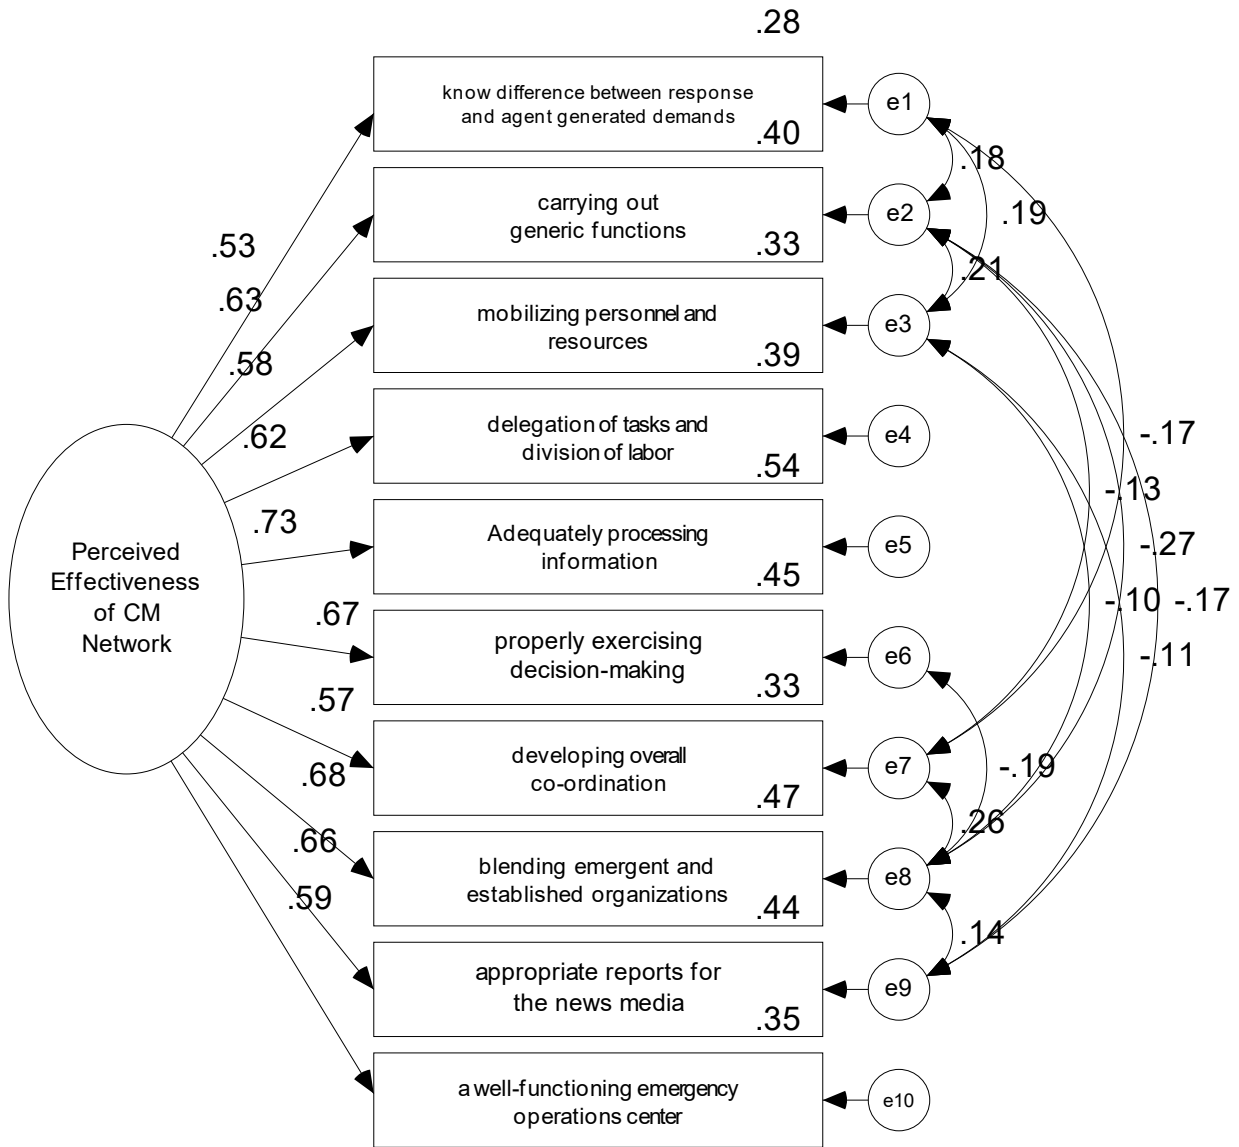 .28
know difference between response
and agent generated demands
.40
e1
.18
carrying out
generic functions
.33
e2
.19
.53
.21
.63
mobilizing personnel and
resources
.39
e3
.58
delegation of tasks and
division of labor
.54
e4
-.17
.62
-.13
.73
Adequately processing
information
.45
e5
-.27
Perceived
Effectiveness
of CM
Network
-.10
-.17
.67
properly exercising
decision-making
.33
e6
-.11
.57
developing overall
co-ordination
.47
e7
-.19
.68
.26
.66
blending emergent and
established organizations
.44
e8
.59
.14
appropriate reports for
the news media
.35
e9
a well-functioning emergency
operations center
e10